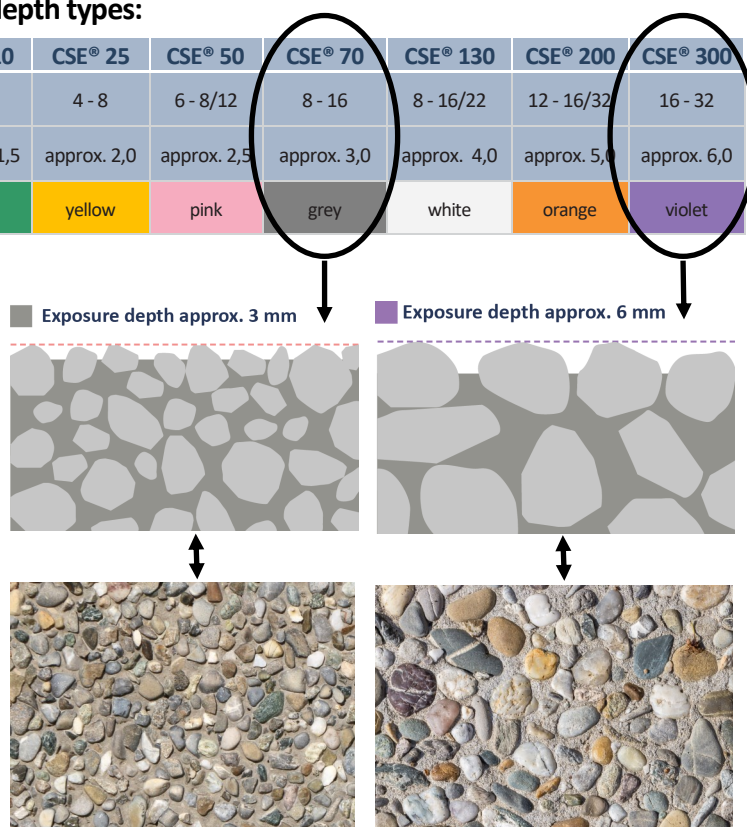 depth types:
0 CSE® 25 CSE® 50 CSE® 70 CSE® 130 CSE® 200 CSE® 300
4 - 8 6 - 8/12 8 - 16 8 - 16/22 12 - 16/32 16 - 32
1,5 approx. 2,0 approx. 2,5 approx. 3,0 approx. 4,0 approx. 5,0 approx. 6,0
yellow pink grey white orange violet
Exposure depth approx. 3 mm
Exposure depth approx. 6 mm